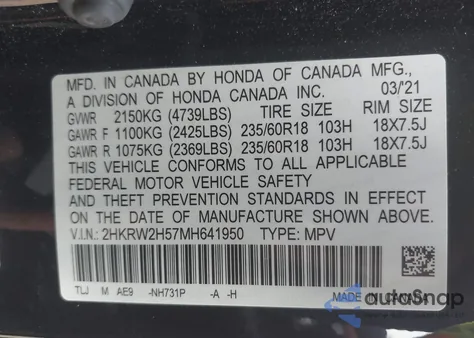 MFD. IN CANADA BY HONDA OF CANADA MFG.,
A DIVISION OF HONDA CANADA INC. 03/'21
GVWR 2150KG (4739LBS) TIRE SIZE RIM SIZE
GAWR F 1100KG (2425LBS) 235/60R18 103H 18X7.5J
GAWR R 1075KG (2369LBS) 235/60R18 103H 18X7.5J
THIS VEHICLE CONFORMS TO ALL APPLICABLE
FEDERAL MOTOR VEHICLE SAFETY
AND THEFT PREVENTION STANDARDS IN EFFECT
ON THE DATE OF MANUFACTURE SHOWN ABOVE.
V.I.N.: 2HKRW2H57MH641950 TYPE: MPV
TLJ M AE9 -NH731P -A -H
MADE IN CANADA
autosnap